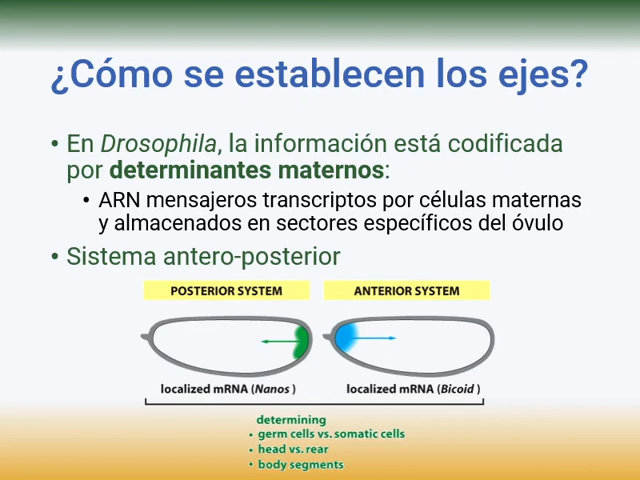 ¿Cómo se establecen los ejes?
• En Drosophila, la información está codificada
por determinantes maternos:
• ARN mensajeros transcriptos por células maternas
y almacenados en sectores específicos del óvulo
• Sistema antero-posterior
POSTERIOR SYSTEM
ANTERIOR SYSTEM
localized mRNA (Nanos )
localized mRNA (Bicoid )
determining
• germ cells vs. somatic cells
• head vs. rear
• body segments